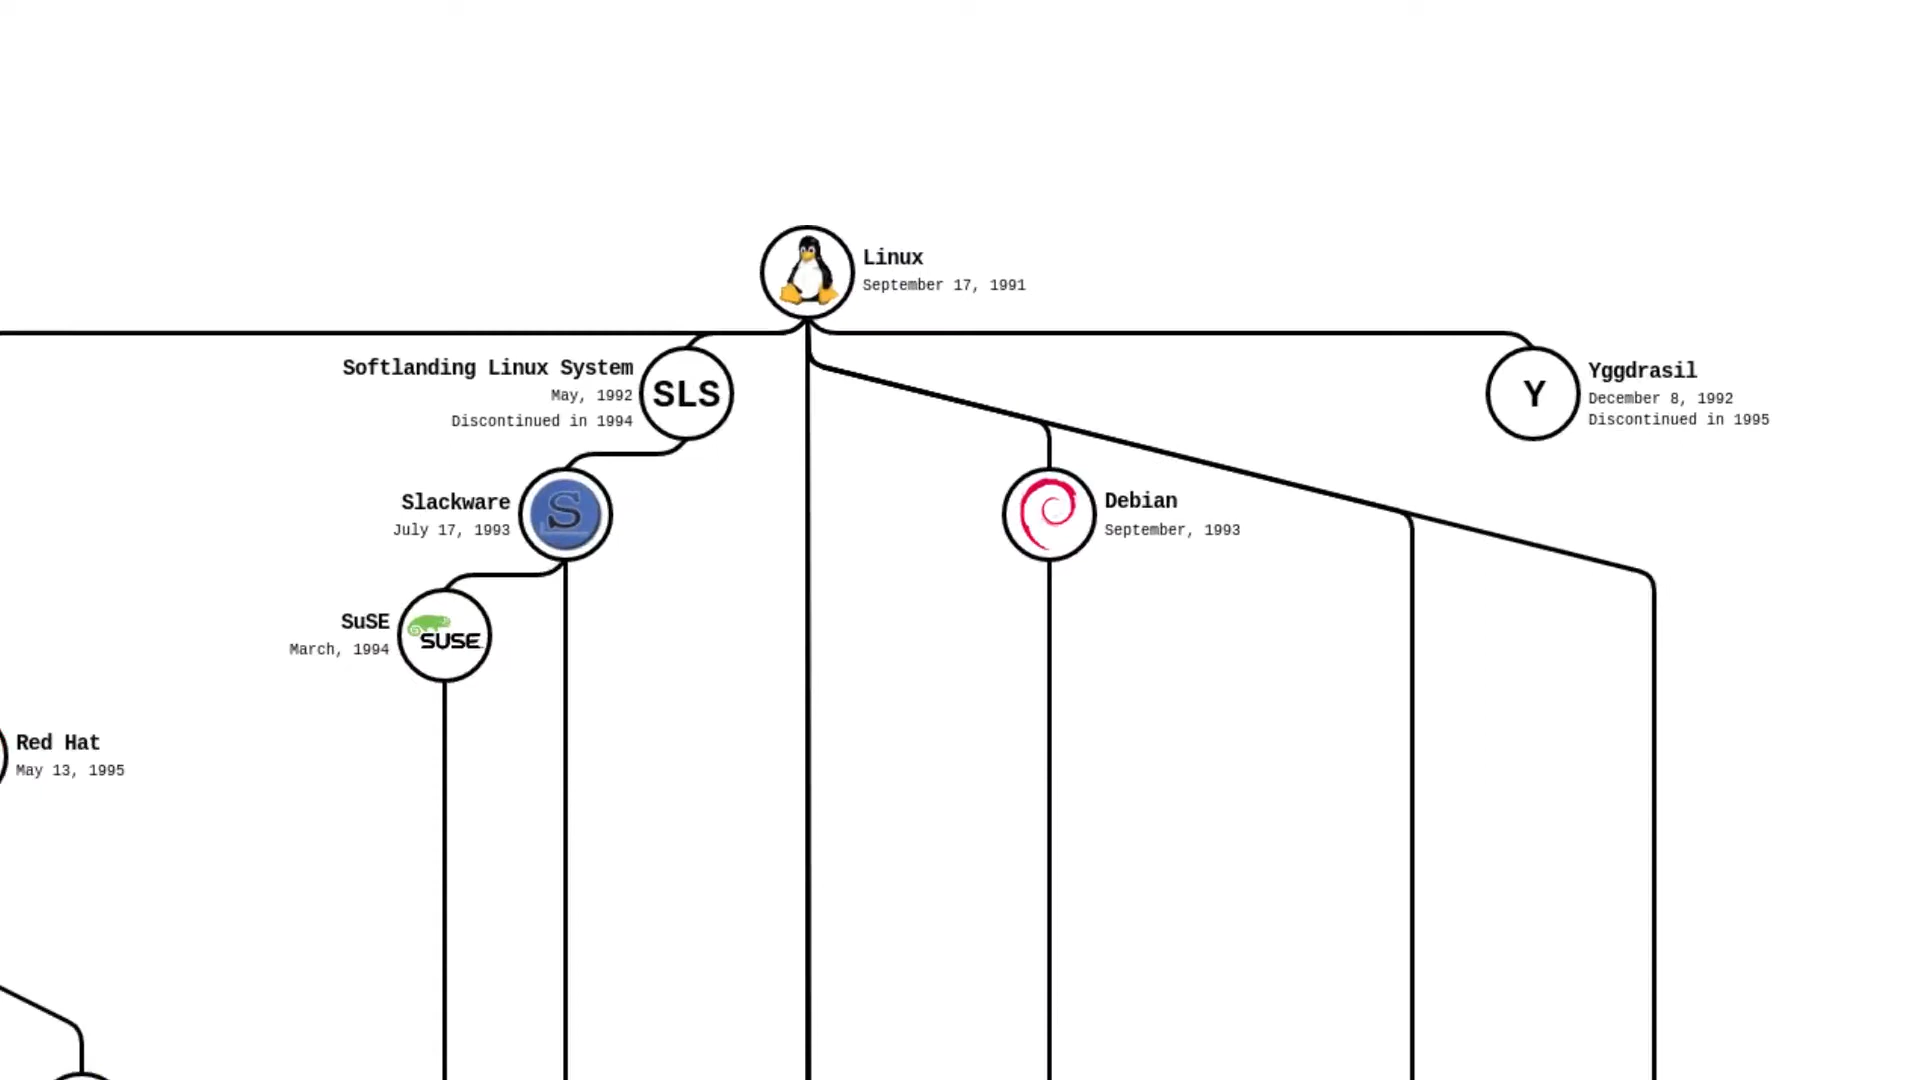 Linux
September 17, 1991
Softlanding Linux System
May, 1992
Discontinued in 1994
SLS
Y
Yggdrasil
December 8, 1992
Discontinued in 1995
Slackware
July 17, 1993
S
Debian
September, 1993
SuSE
March, 1994
SUSE
Red Hat
May 13, 1995